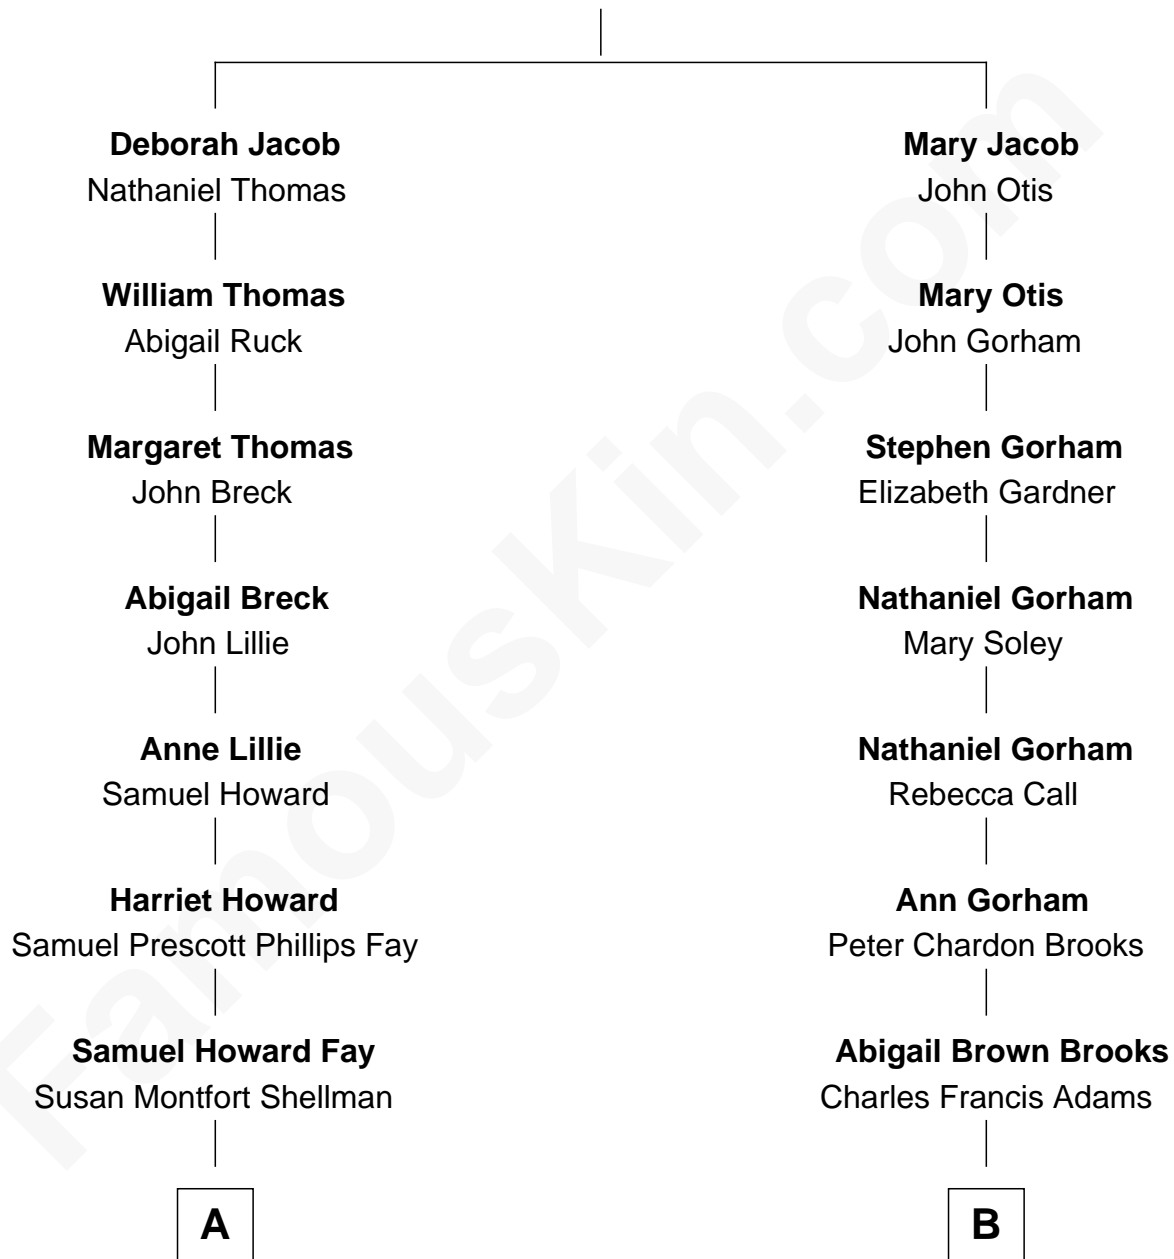 Deborah Jacob
Nathaniel Thomas
William Thomas
Abigail Ruck
Margaret Thomas
John Breck
Abigail Breck
John Lillie
Anne Lillie
Samuel Howard
Harriet Howard
Samuel Prescott Phillips Fay
Samuel Howard Fay
Susan Montfort Shellman
A
Mary Jacob
John Otis
Mary Otis
John Gorham
Stephen Gorham
Elizabeth Gardner
Nathaniel Gorham
Mary Soley
Nathaniel Gorham
Rebecca Call
Ann Gorham
Peter Chardon Brooks
Abigail Brown Brooks
Charles Francis Adams
B
FamousKin.com